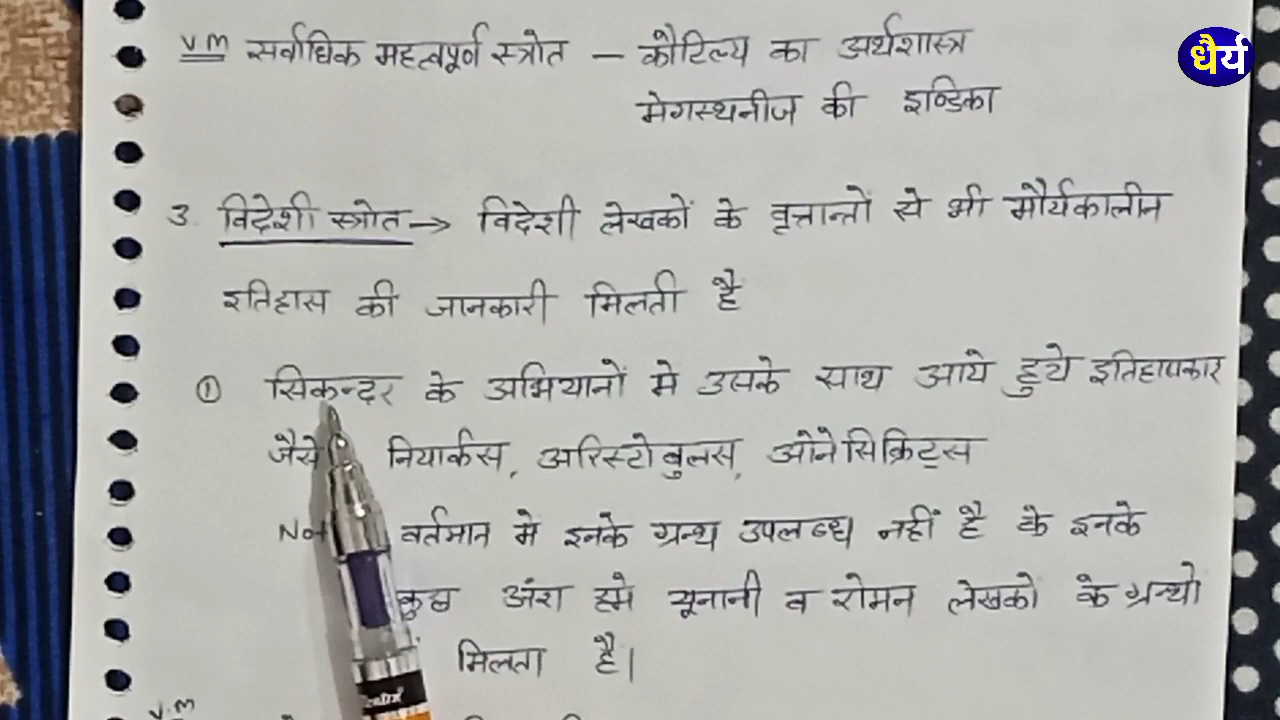 धैर्य
V.M सर्वाधिक महत्वपूर्ण स्त्रोत — कौटिल्य का अर्थशास्त्र
मेगस्थनीज की इण्डिका
3. विदेशी स्त्रोत → विदेशी लेखकों के वृत्तान्तों से भी मौर्यकालीन
इतिहास की जानकारी मिलती है
① सिकन्दर के अभियानों मे उसके साथ आये हुये इतिहासकार
जैसे नियार्कस, अरिस्टोबुलस, ओनेसिक्रिट्स
Not वर्तमान मे इनके ग्रन्थ उपलब्ध नहीं है के इनके
कुछ अंश हमे यूनानी व रोमन लेखको के ग्रन्थो
मिलता है।
V.M